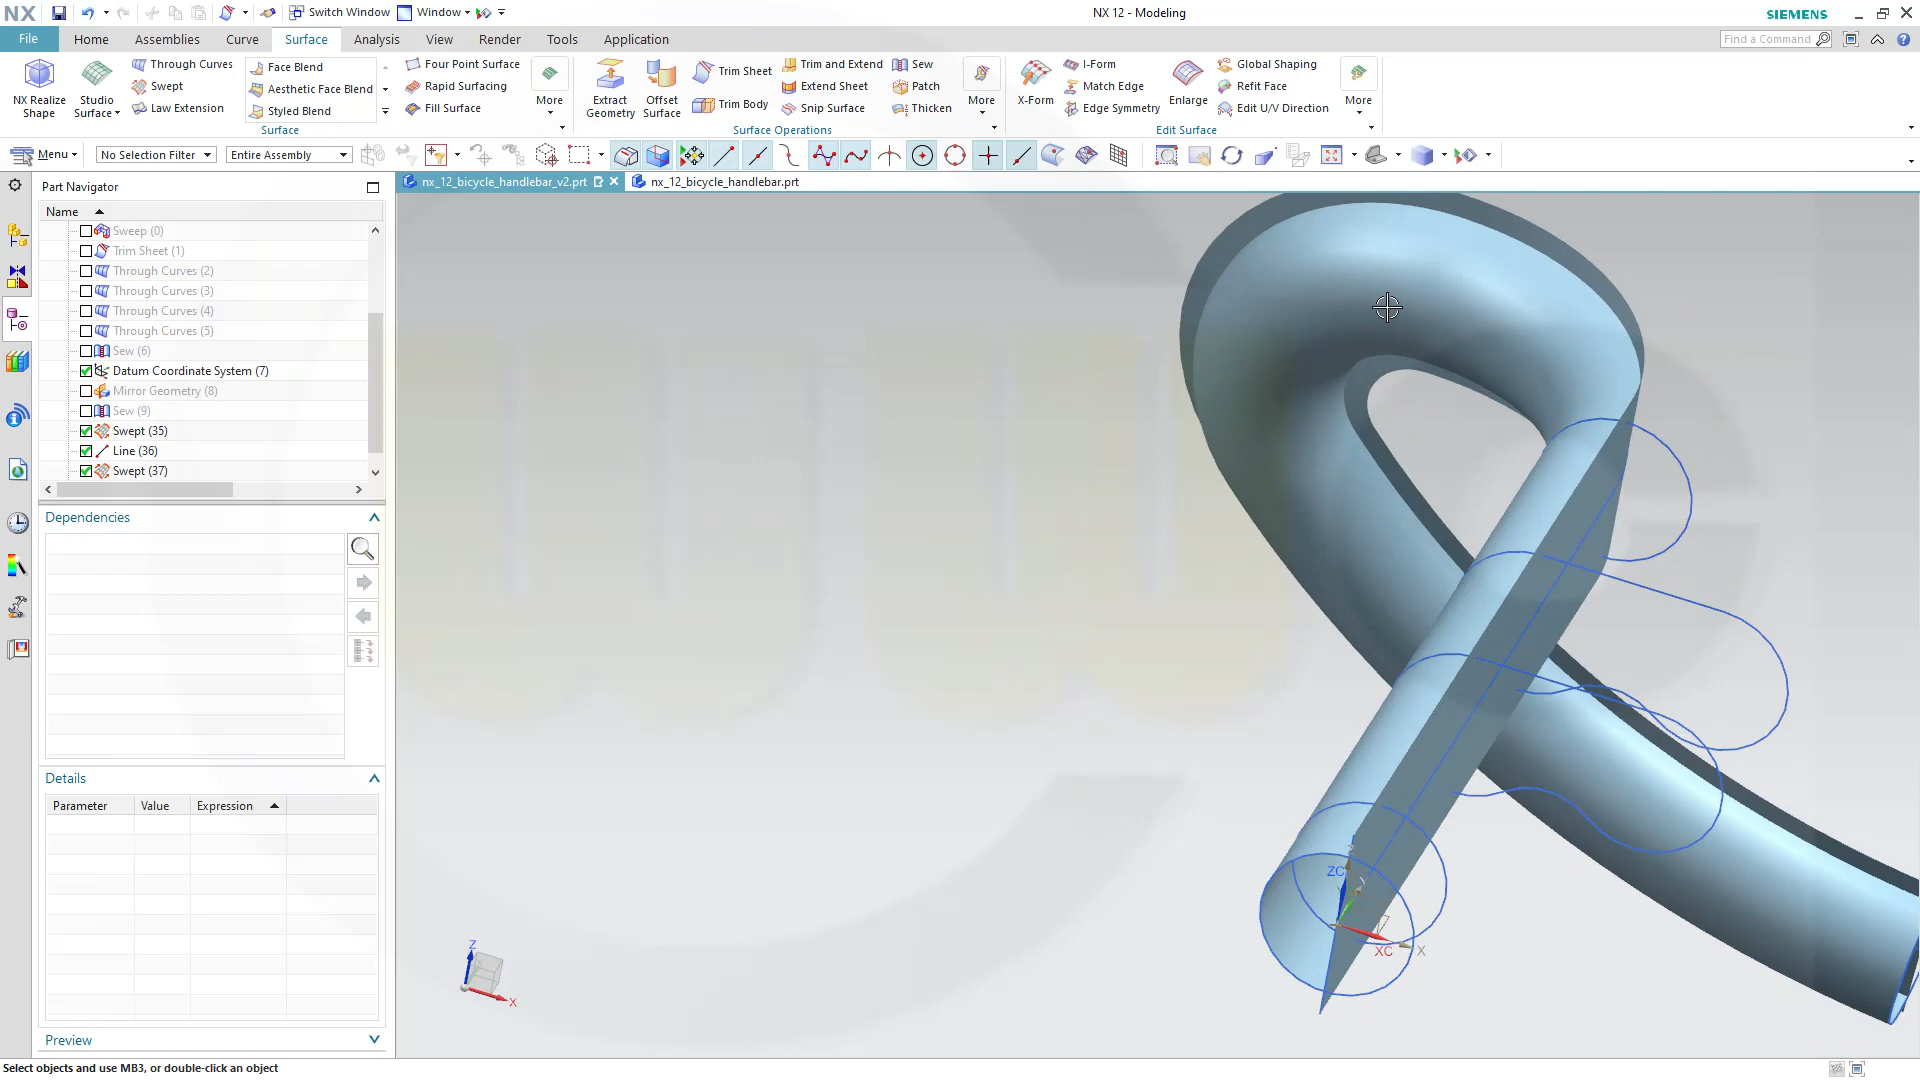 NX
Switch Window
Window
NX 12 - Modeling
SIEMENS
File
Home
Assemblies
Curve
Surface
Analysis
View
Render
Tools
Application
Find a Command
NX Realize
Shape
Studio
Surface
Through Curves
Swept
Law Extension
Face Blend
Aesthetic Face Blend
Styled Blend
Four Point Surface
Rapid Surfacing
Fill Surface
More
Surface
Extract
Geometry
Offset
Surface
Trim Sheet
Trim Body
Trim and Extend
Extend Sheet
Snip Surface
Sew
Patch
Thicken
More
Surface Operations
X-Form
I-Form
Match Edge
Edge Symmetry
Enlarge
Global Shaping
Refit Face
Edit U/V Direction
More
Edit Surface
Menu
No Selection Filter
Entire Assembly
Part Navigator
nx_12_bicycle_handlebar_v2.prt
nx_12_bicycle_handlebar.prt
Name
Sweep (0)
Trim Sheet (1)
Through Curves (2)
Through Curves (3)
Through Curves (4)
Through Curves (5)
Sew (6)
Datum Coordinate System (7)
Mirror Geometry (8)
Sew (9)
Swept (35)
Line (36)
Swept (37)
Dependencies
Details
Parameter
Value
Expression
Preview
ZC
XC
X
Z
X
Select objects and use MB3, or double-click an object